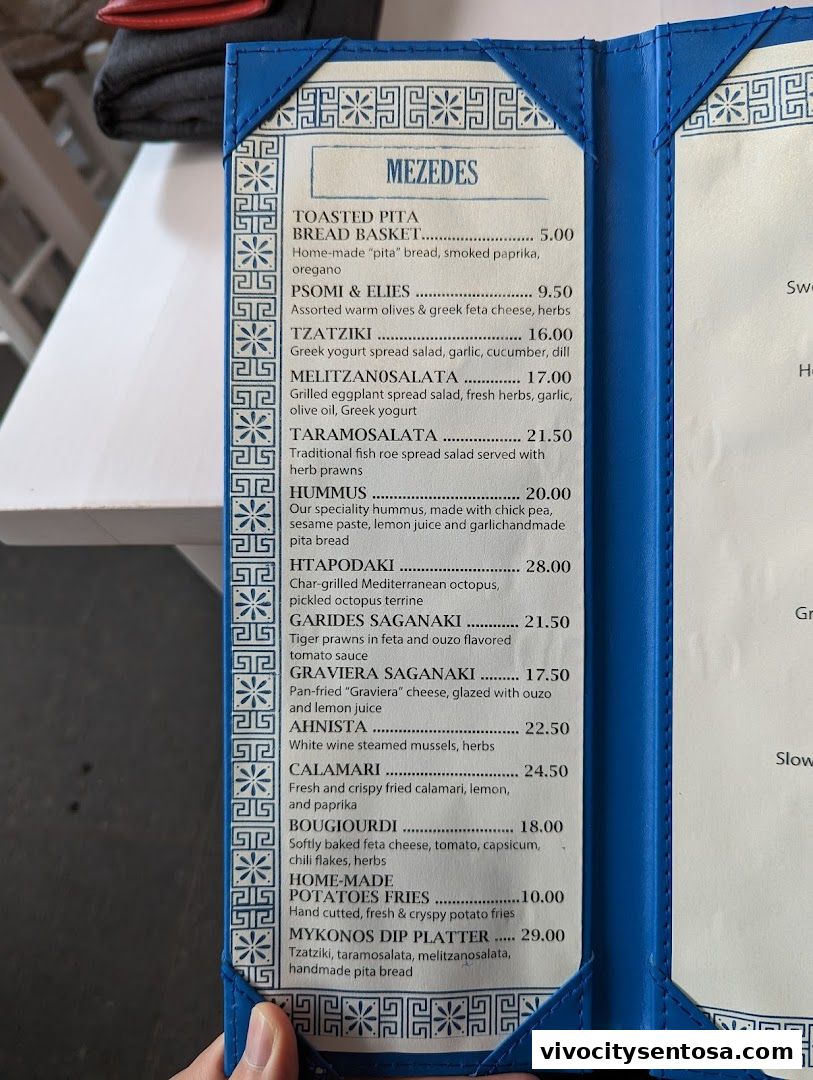 MEZEDES
TOASTED PITA
BREAD BASKET............................ 5.00
Home-made "pita" bread, smoked paprika,
oregano
PSOMI & ELIES ............................. 9.50
Assorted warm olives & greek feta cheese, herbs
TZATZIKI .................................... 16.00
Greek yogurt spread salad, garlic, cucumber, dill
MELITZAN0SALATA .............. 17.00
Grilled eggplant spread salad, fresh herbs, garlic,
olive oil, Greek yogurt
TARAMOSALATA ................... 21.50
Traditional fish roe spread salad served with
herb prawns
HUMMUS .................................... 20.00
Our speciality hummus, made with chick pea,
sesame paste, lemon juice and garlichandmade
pita bread
HTAPODAKI .............................. 28.00
Char-grilled Mediterranean octopus,
pickled octopus terrine
GARIDES SAGANAKI ............. 21.50
Tiger prawns in feta and ouzo flavored
tomato sauce
GRAVIERA SAGANAKI ......... 17.50
Pan-fried "Graviera" cheese, glazed with ouzo
and lemon juice
AHNISTA .................................... 22.50
White wine steamed mussels, herbs
CALAMARI ................................ 24.50
Fresh and crispy fried calamari, lemon,
and paprika
BOUGIOURDI ........................... 18.00
Softly baked feta cheese, tomato, capsicum,
chili flakes, herbs
HOME-MADE
POTATOES FRIES .....................10.00
Hand cutted, fresh & cryspy potato fries
MYKONOS DIP PLATTER ..... 29.00
Tzatziki, taramosalata, melitzanosalata,
handmade pita bread
Slow
vivocitysentosa.com